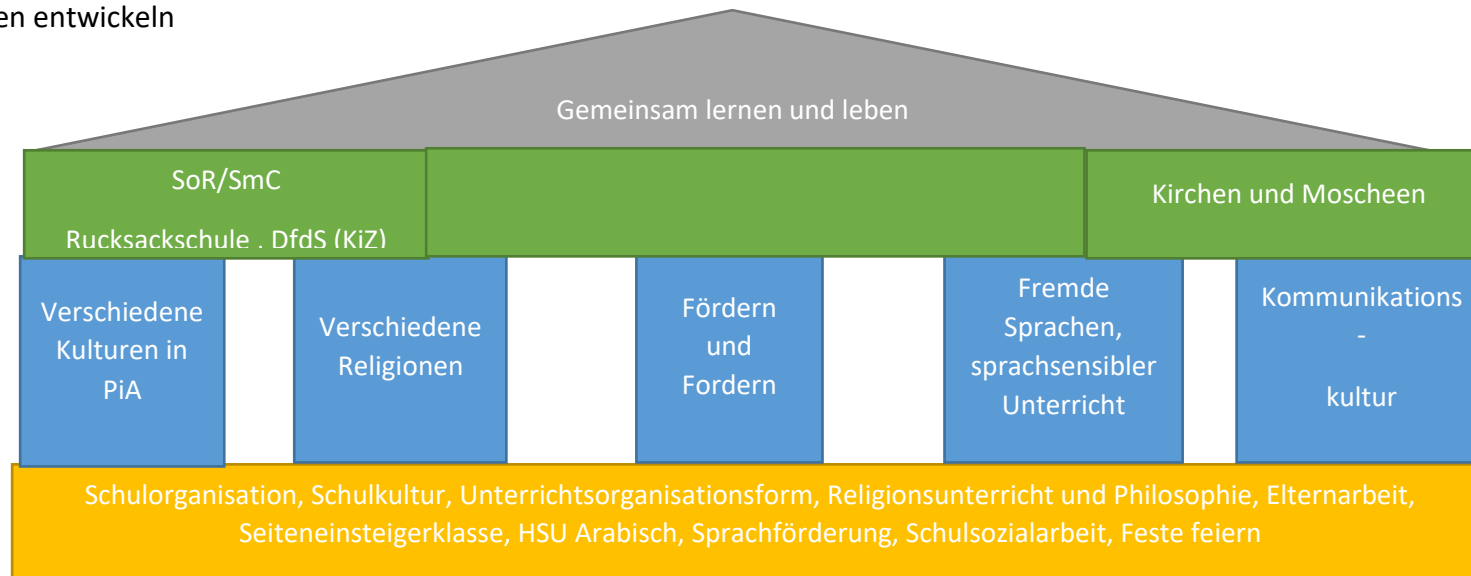 en entwickeln
Gemeinsam lernen und leben
SoR/SmC
Rucksackschule . DfdS (KiZ)
Kirchen und Moscheen
Verschiedene
Kulturen in
PiA
Verschiedene
Religionen
Fördern
und
Fordern
Fremde
Sprachen,
sprachsensibler
Unterricht
Kommunikations
-
kultur
Schulorganisation, Schulkultur, Unterrichtsorganisationsform, Religionsunterricht und Philosophie, Elternarbeit,
Seiteneinsteigerklasse, HSU Arabisch, Sprachförderung, Schulsozialarbeit, Feste feiern